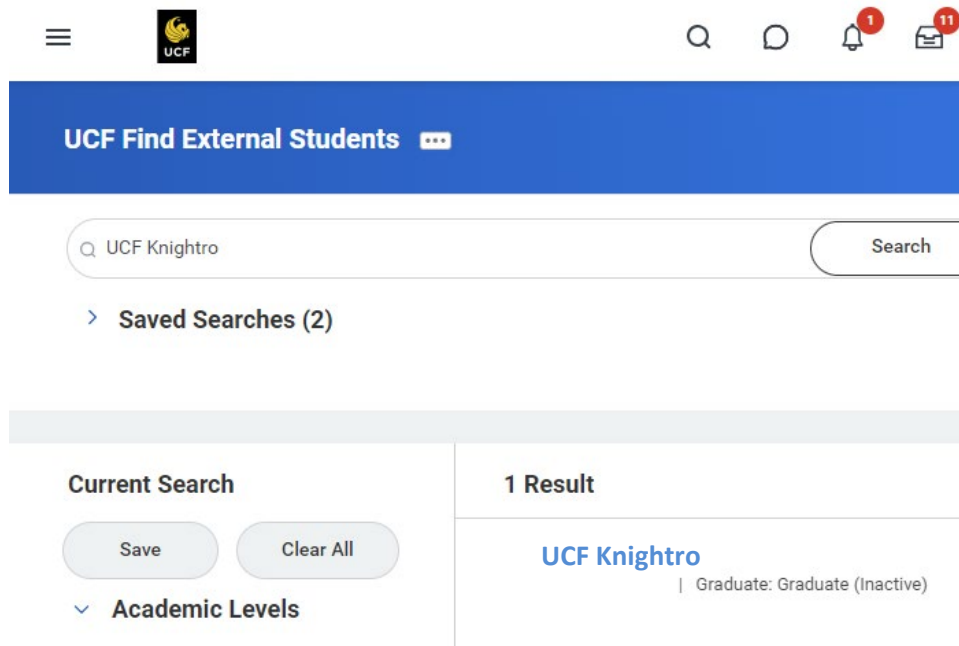 UCF
1
11
UCF Find External Students
UCF Knightro
Search
Saved Searches (2)
Current Search
1 Result
Save
Clear All
UCF Knightro
| Graduate: Graduate (Inactive)
Academic Levels